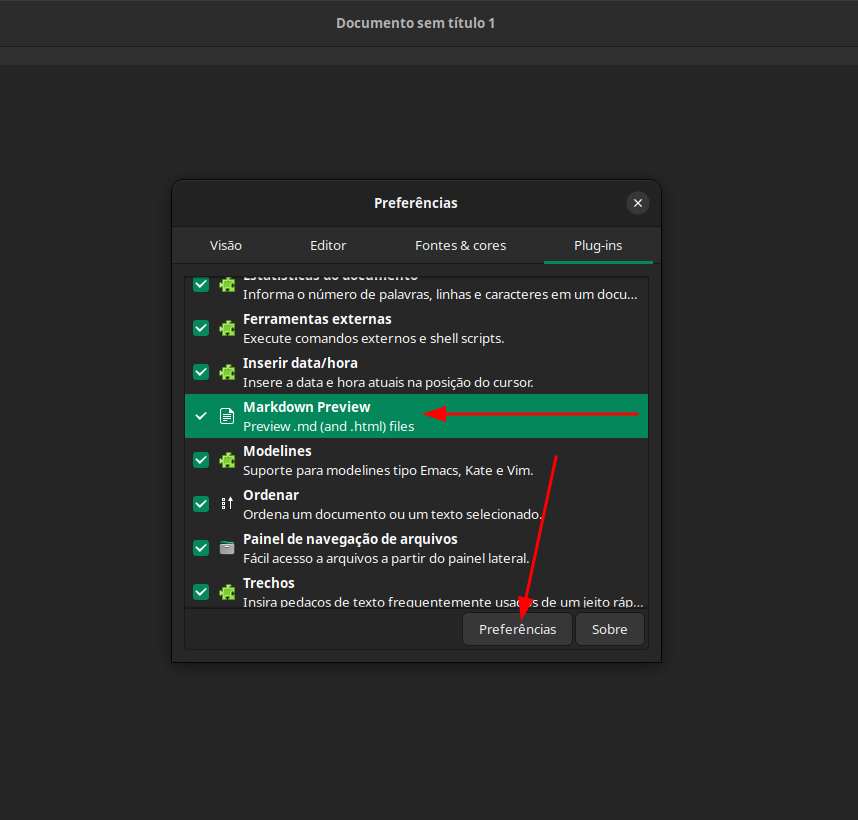 Documento sem título 1
Preferências
Visão
Editor
Fontes & cores
Plug-ins
Estatísticas do documento
Informa o número de palavras, linhas e caracteres em um docu...
Ferramentas externas
Execute comandos externos e shell scripts.
Inserir data/hora
Insere a data e hora atuais na posição do cursor.
Markdown Preview
Preview .md (and .html) files
Modelines
Suporte para modelines tipo Emacs, Kate e Vim.
Ordenar
Ordena um documento ou um texto selecionado.
Painel de navegação de arquivos
Fácil acesso a arquivos a partir do painel lateral.
Trechos
Insira pedaços de texto frequentemente usados de um jeito ráp...
Preferências
Sobre